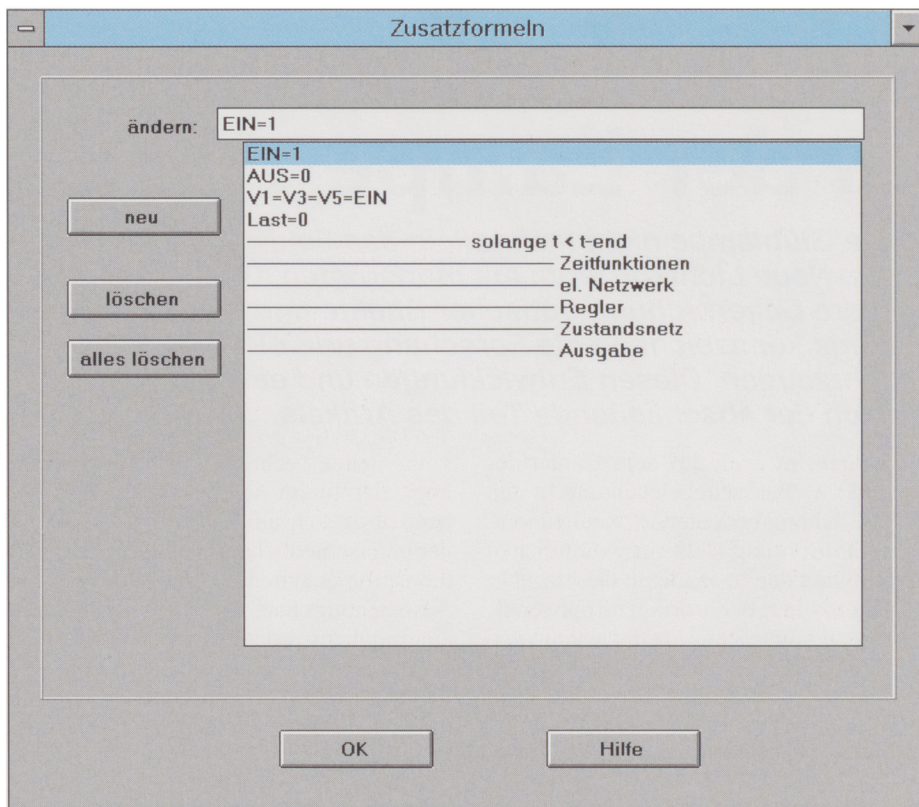 Zusatzformeln
ändern: EIN=1
EIN=1
AUS=0
V1=V3=V5=EIN
Last=0
solange t < t-end
Zeitfunktionen
el. Netzwerk
Regler
Zustandsnetz
Ausgabe
neu
löschen
alles löschen
OK
Hilfe